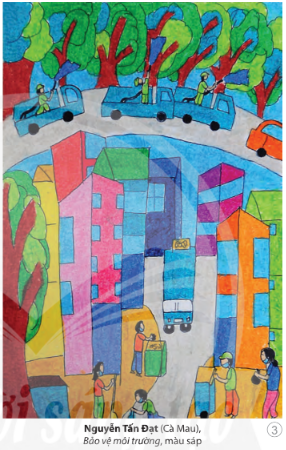 Nguyễn Tấn Đạt (Cà Mau),
Bảo vệ môi trường, màu sáp
3